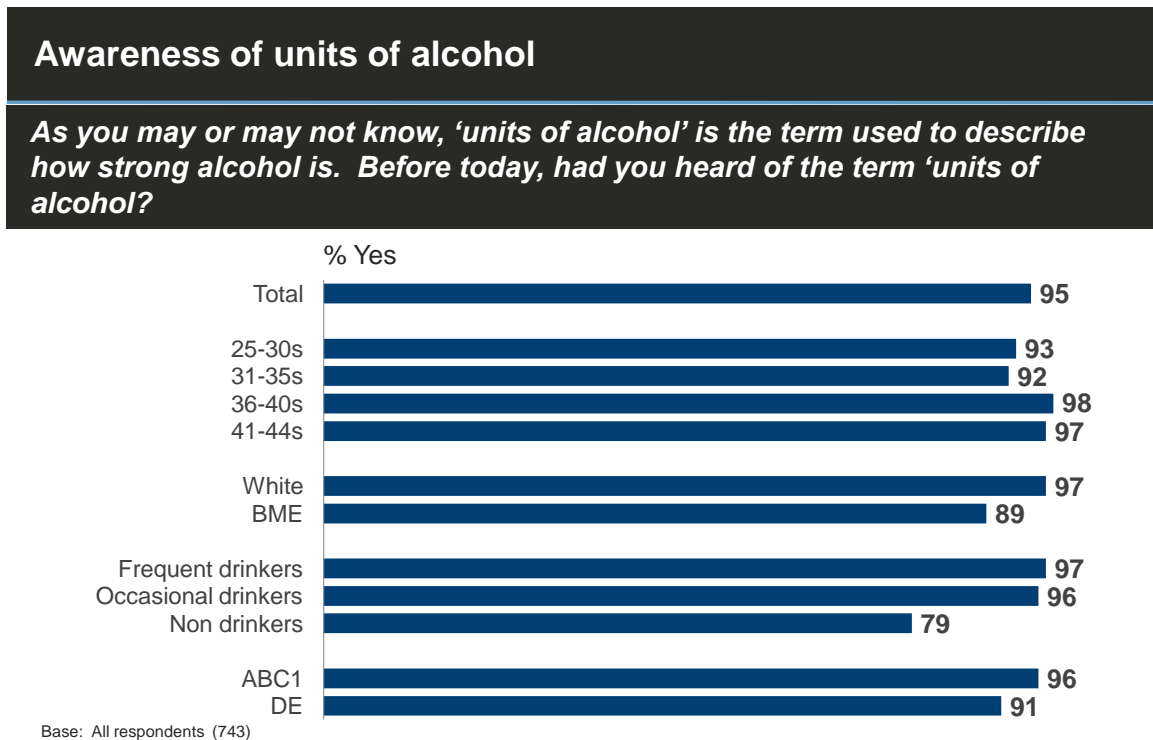 Awareness of units of alcohol
As you may or may not know, ‘units of alcohol’ is the term used to describe
how strong alcohol is.  Before today, had you heard of the term ‘units of
alcohol?
% Yes
Total 95
25-30s 93
31-35s 92
36-40s 98
41-44s 97
White 97
BME 89
Frequent drinkers 97
Occasional drinkers 96
Non drinkers 79
ABC1 96
DE 91
Base:  All respondents  (743)